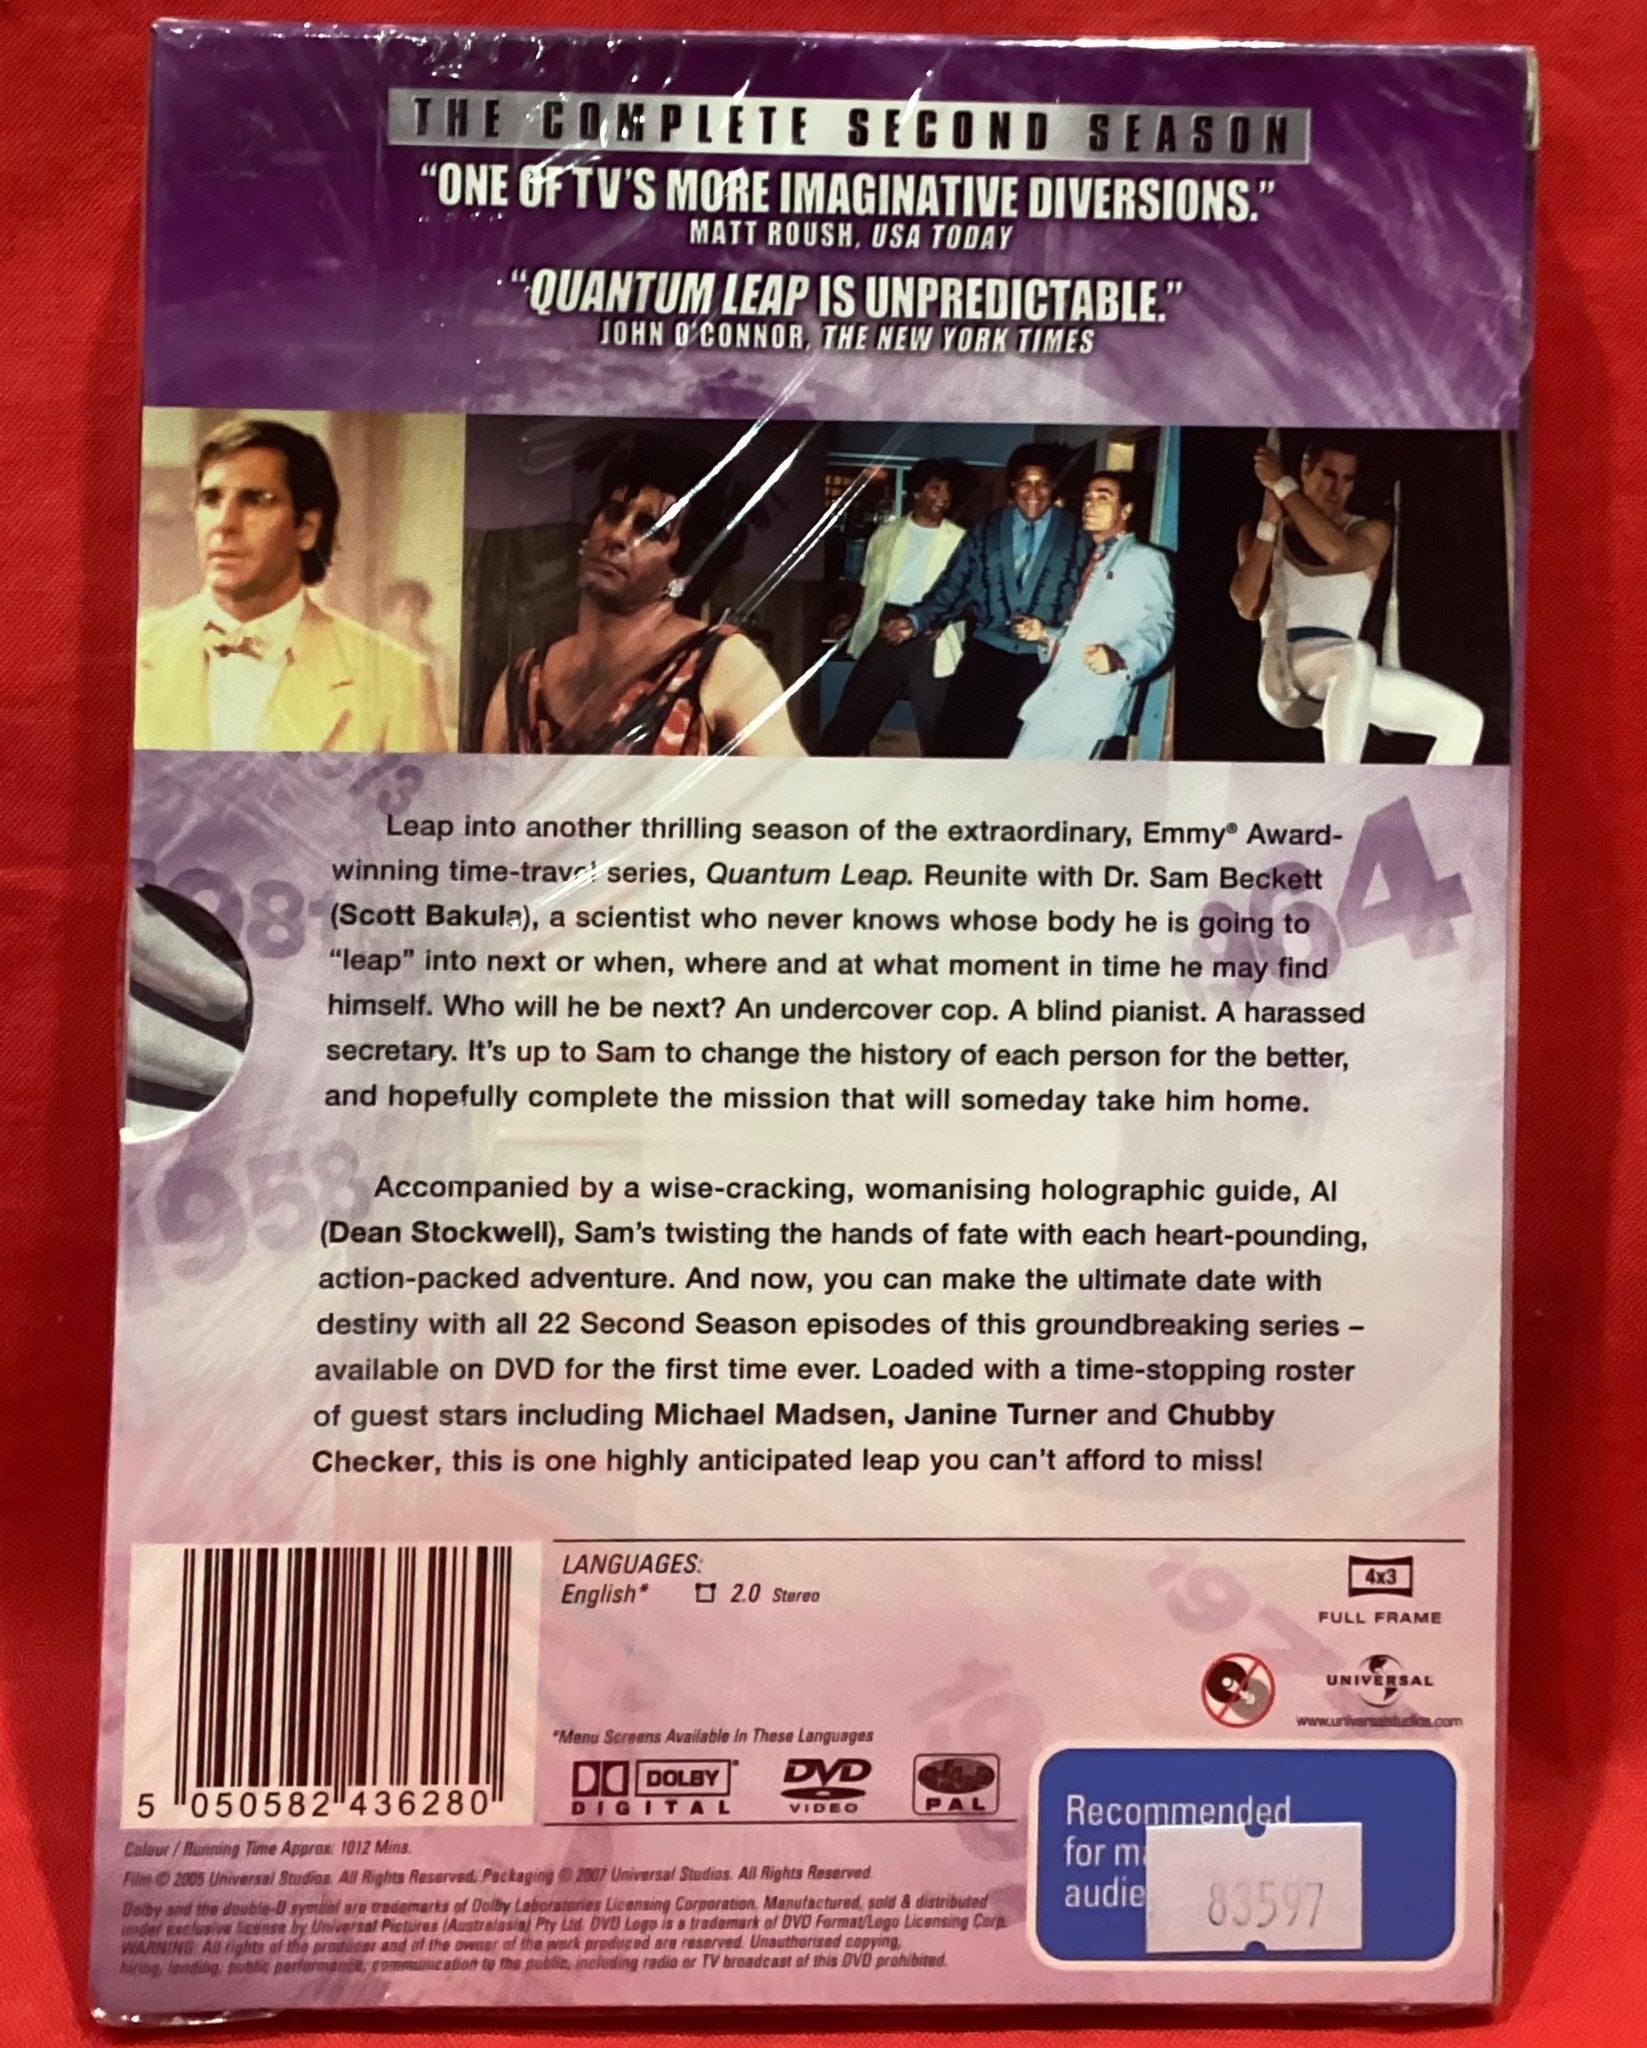 THE COMPLETE SECOND SEASON
“ONE OF TV'S MORE IMAGINATIVE DIVERSIONS.”
MATT ROUSH, USA TODAY
“QUANTUM LEAP IS UNPREDICTABLE.”
JOHN O'CONNOR, THE NEW YORK TIMES
1973
Leap into another thrilling season of the extraordinary, Emmy® Award-
winning time-travel series, Quantum Leap. Reunite with Dr. Sam Beckett
(Scott Bakula), a scientist who never knows whose body he is going to
“leap” into next or when, where and at what moment in time he may find
himself. Who will he be next? An undercover cop. A blind pianist. A harassed
secretary. It's up to Sam to change the history of each person for the better,
and hopefully complete the mission that will someday take him home.
1981
1964
1958
Accompanied by a wise-cracking, womanising holographic guide, Al
(Dean Stockwell), Sam's twisting the hands of fate with each heart-pounding,
action-packed adventure. And now, you can make the ultimate date with
destiny with all 22 Second Season episodes of this groundbreaking series –
available on DVD for the first time ever. Loaded with a time-stopping roster
of guest stars including Michael Madsen, Janine Turner and Chubby
Checker, this is one highly anticipated leap you can't afford to miss!
LANGUAGES:
English* 2.0 Stereo
4x3
FULL FRAME
UNIVERSAL
www.universalstudios.com
*Menu Screens Available In These Languages
DOLBY
DIGITAL
DVD
VIDEO
PAL
5 050582 436280
Recommended
for m
audie
83597
Colour / Running Time Approx: 1012 Mins.
Film © 2005 Universal Studios. All Rights Reserved. Packaging © 2007 Universal Studios. All Rights Reserved.
Dolby and the double-D symbol are trademarks of Dolby Laboratories Licensing Corporation. Manufactured, sold & distributed
under exclusive license by Universal Pictures (Australasia) Pty Ltd. DVD Logo is a trademark of DVD Format/Logo Licensing Corp.
WARNING: All rights of the producer and of the owner of the work produced are reserved. Unauthorised copying,
hiring, lending, public performance, communication to the public, including radio or TV broadcast of this DVD prohibited.